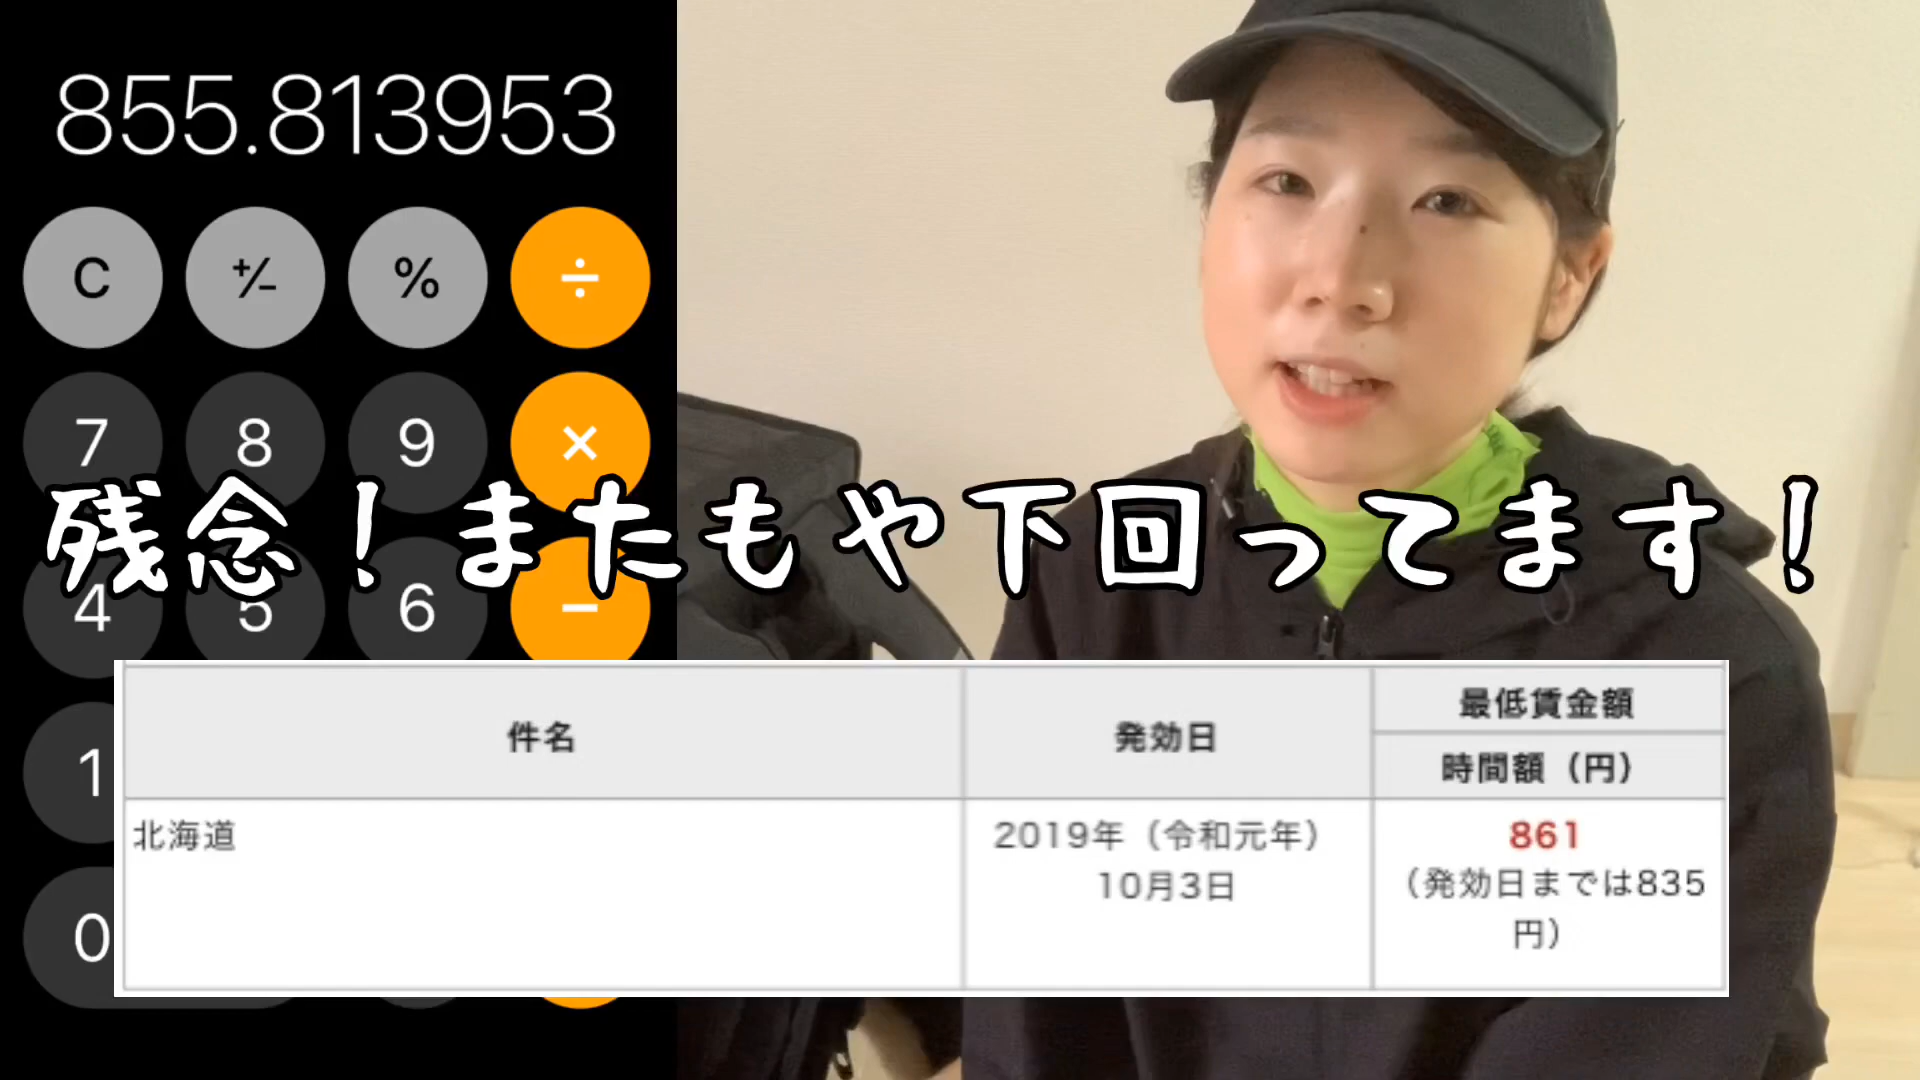 855.813953
C +/- % ÷
7 8 9 ×
残念！またもや下回ってます！
4 5 6 −
件名 発効日 最低賃金額
時間額（円）
北海道 2019年（令和元年） 861
10月3日 （発効日までは835
円）
1
0